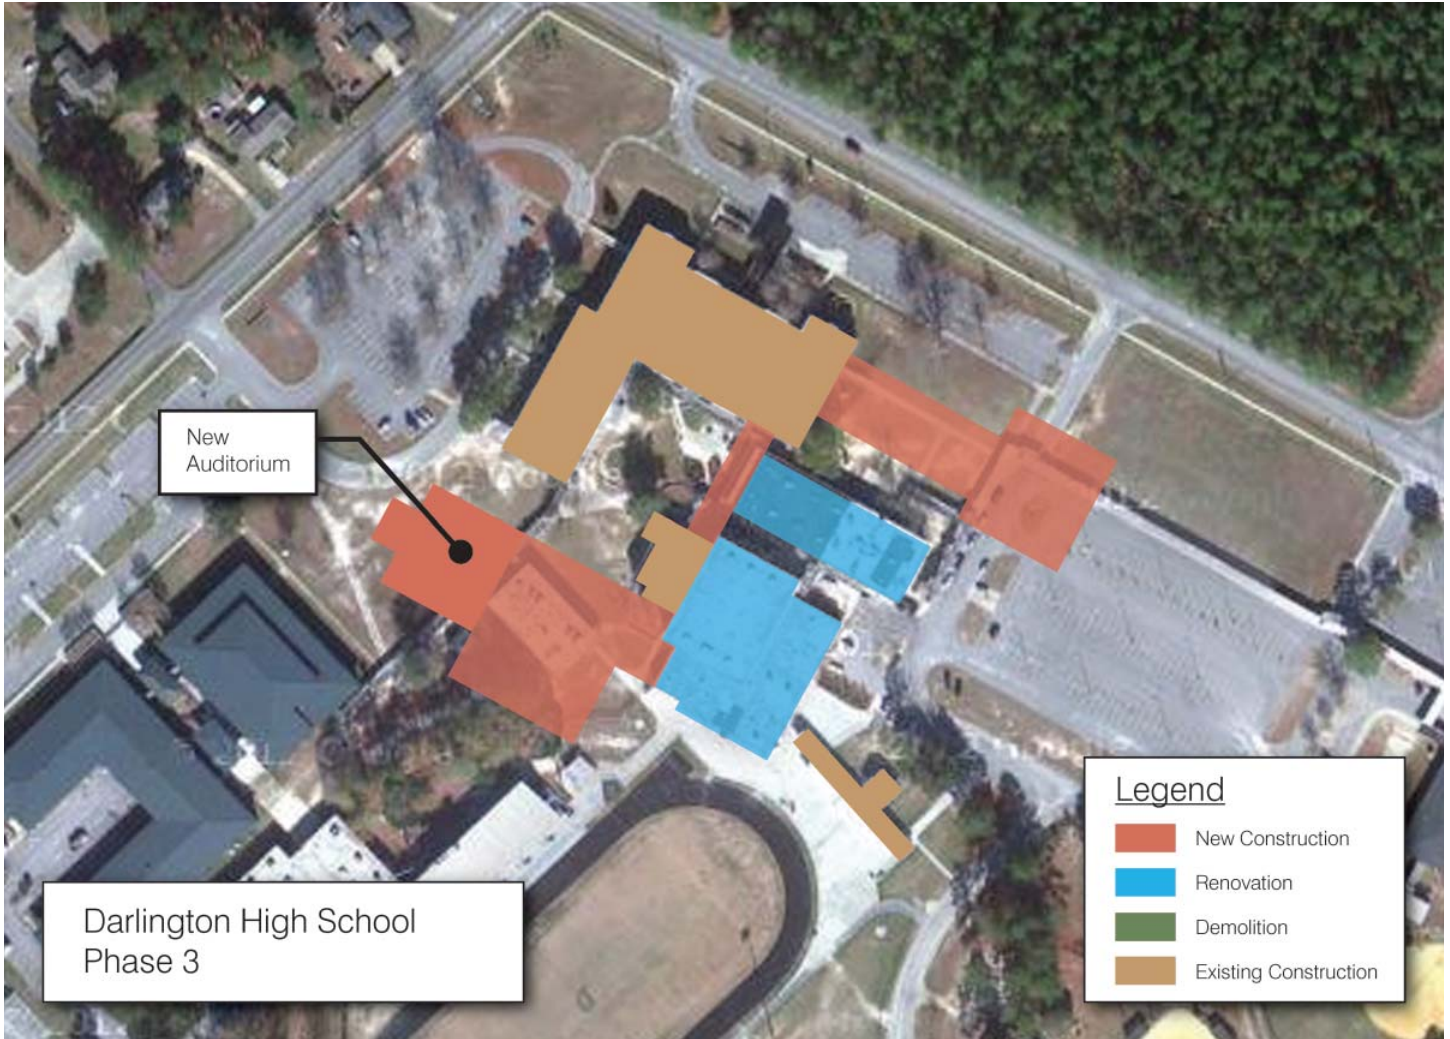 New
Auditorium
Legend
New Construction
Renovation
Demolition
Existing Construction
Darlington High School
Phase 3